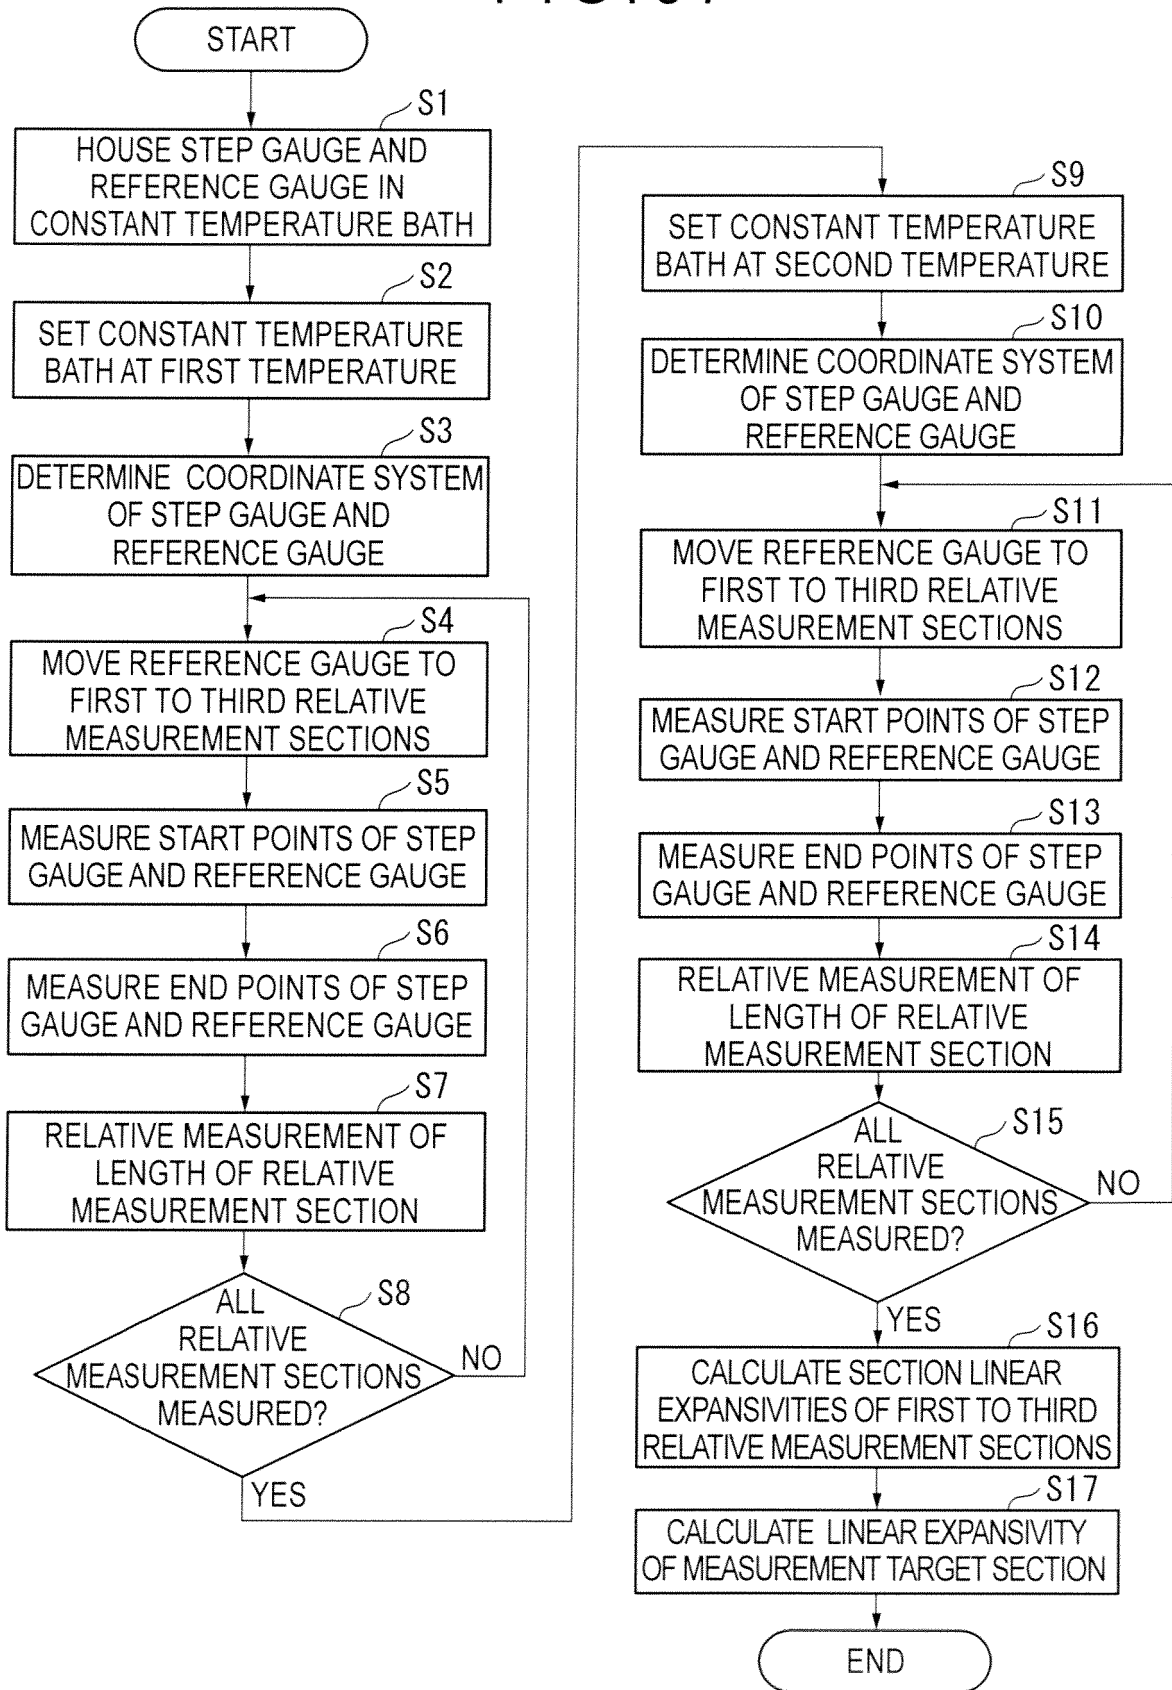 START
S1
HOUSE STEP GAUGE AND
REFERENCE GAUGE IN
CONSTANT TEMPERATURE BATH
S2
SET CONSTANT TEMPERATURE
BATH AT FIRST TEMPERATURE
S3
DETERMINE COORDINATE SYSTEM
OF STEP GAUGE AND
REFERENCE GAUGE
S4
MOVE REFERENCE GAUGE TO
FIRST TO THIRD RELATIVE
MEASUREMENT SECTIONS
S5
MEASURE START POINTS OF STEP
GAUGE AND REFERENCE GAUGE
S6
MEASURE END POINTS OF STEP
GAUGE AND REFERENCE GAUGE
S7
RELATIVE MEASUREMENT OF
LENGTH OF RELATIVE
MEASUREMENT SECTION
S8
ALL
RELATIVE
MEASUREMENT SECTIONS
MEASURED?
NO
YES
S9
SET CONSTANT TEMPERATURE
BATH AT SECOND TEMPERATURE
S10
DETERMINE COORDINATE SYSTEM
OF STEP GAUGE AND
REFERENCE GAUGE
S11
MOVE REFERENCE GAUGE TO
FIRST TO THIRD RELATIVE
MEASUREMENT SECTIONS
S12
MEASURE START POINTS OF STEP
GAUGE AND REFERENCE GAUGE
S13
MEASURE END POINTS OF STEP
GAUGE AND REFERENCE GAUGE
S14
RELATIVE MEASUREMENT OF
LENGTH OF RELATIVE
MEASUREMENT SECTION
S15
ALL
RELATIVE
MEASUREMENT SECTIONS
MEASURED?
NO
YES
S16
CALCULATE SECTION LINEAR
EXPANSIVITIES OF FIRST TO THIRD
RELATIVE MEASUREMENT SECTIONS
S17
CALCULATE LINEAR EXPANSIVITY
OF MEASUREMENT TARGET SECTION
END